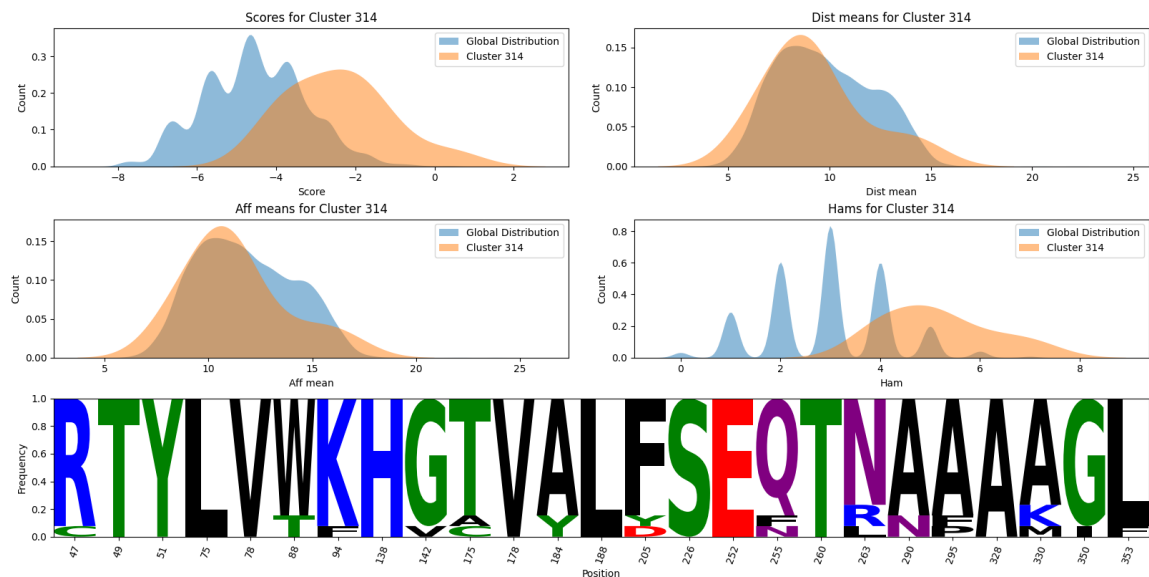 Scores for Cluster 314
Count
0.3
0.2
0.1
0.0
Global Distribution
Cluster 314
−8
−6
−4
−2
0
2
Score
Dist means for Cluster 314
Count
0.15
0.10
0.05
0.00
Global Distribution
Cluster 314
5
10
15
20
25
Dist mean
Aff means for Cluster 314
Count
0.15
0.10
0.05
0.00
Global Distribution
Cluster 314
5
10
15
20
25
Aff mean
Hams for Cluster 314
Count
0.8
0.6
0.4
0.2
0.0
Global Distribution
Cluster 314
0
2
4
6
8
Ham
Frequency
1.0
0.8
0.6
0.4
0.2
0.0
R T Y L V W K H G T V A L F S E Q T N A A A A G L
C T F V A Y Y F R F K
C D N L N M
47 49 51 75 78 88 94 138 142 175 178 184 188 205 226 252 255 260 263 290 295 328 330 350 353
Position